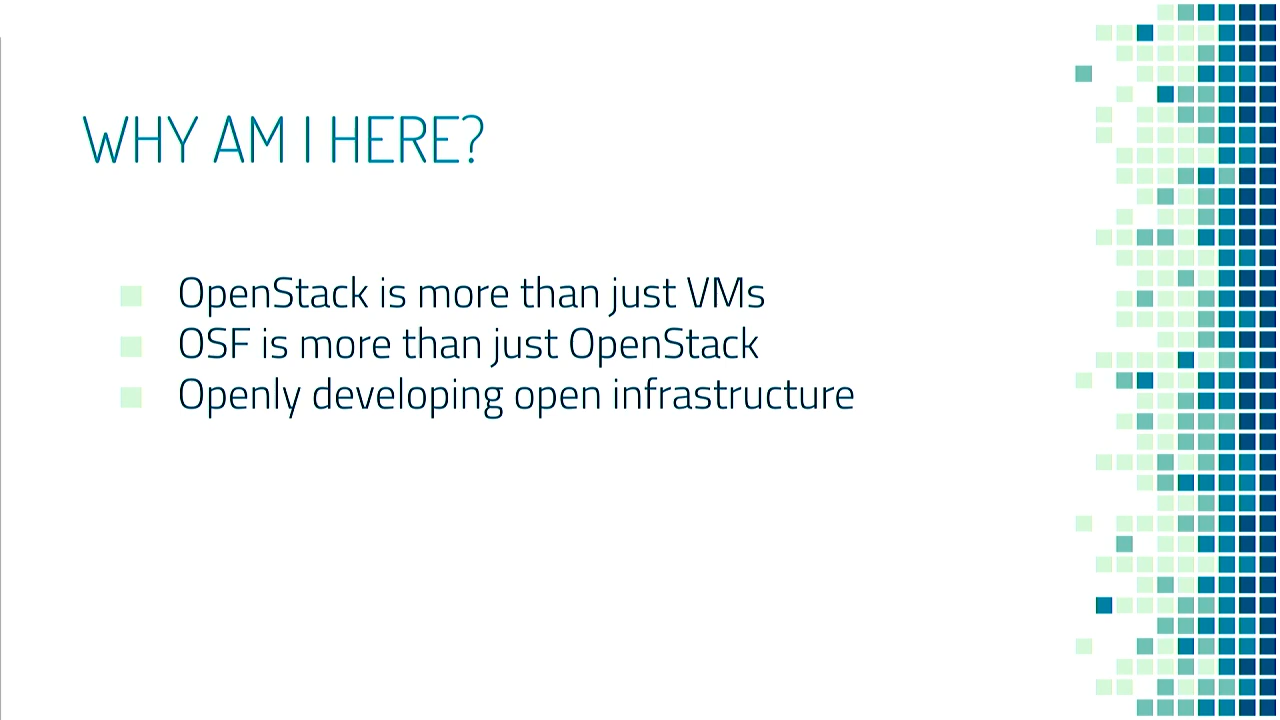 WHY AM I HERE?
OpenStack is more than just VMs
OSF is more than just OpenStack
Openly developing open infrastructure